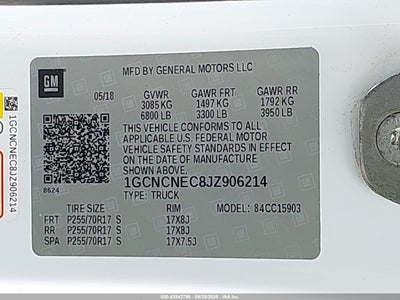 GM
MFD BY GENERAL MOTORS LLC
05/18 GVWR GAWR FRT GAWR RR
3085 KG 1497 KG 1792 KG
6800 LB 3300 LB 3950 LB
THIS VEHICLE CONFORMS TO ALL
APPLICABLE U.S. FEDERAL MOTOR
VEHICLE SAFETY AND THEFT
PREVENTION STANDARDS IN EFFECT
ON THE DATE OF MANUFACTURE
SHOWN ABOVE.
8624
1GCNCNEC8JZ906214
TYPE: TRUCK
TIRE SIZE RIM MODEL: 84CC15903
FRT P255/70R17 S 17X8J
RR P255/70R17 S 17X8J
SPA P255/70R17 S 17X7.5J
1GCNCNEC8JZ906214